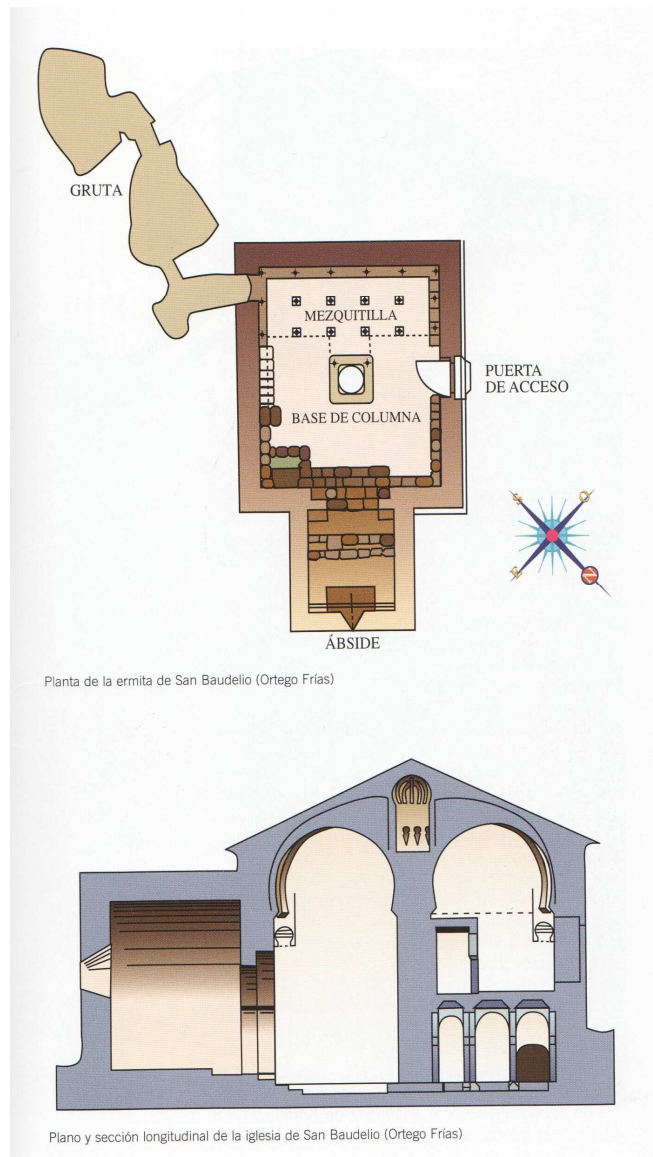 GRUTA
MEZQUITILLA
PUERTA
DE ACCESO
BASE DE COLUMNA
S
O
E
N
ÁBSIDE
Planta de la ermita de San Baudelio (Ortego Frías)
Plano y sección longitudinal de la iglesia de San Baudelio (Ortego Frías)